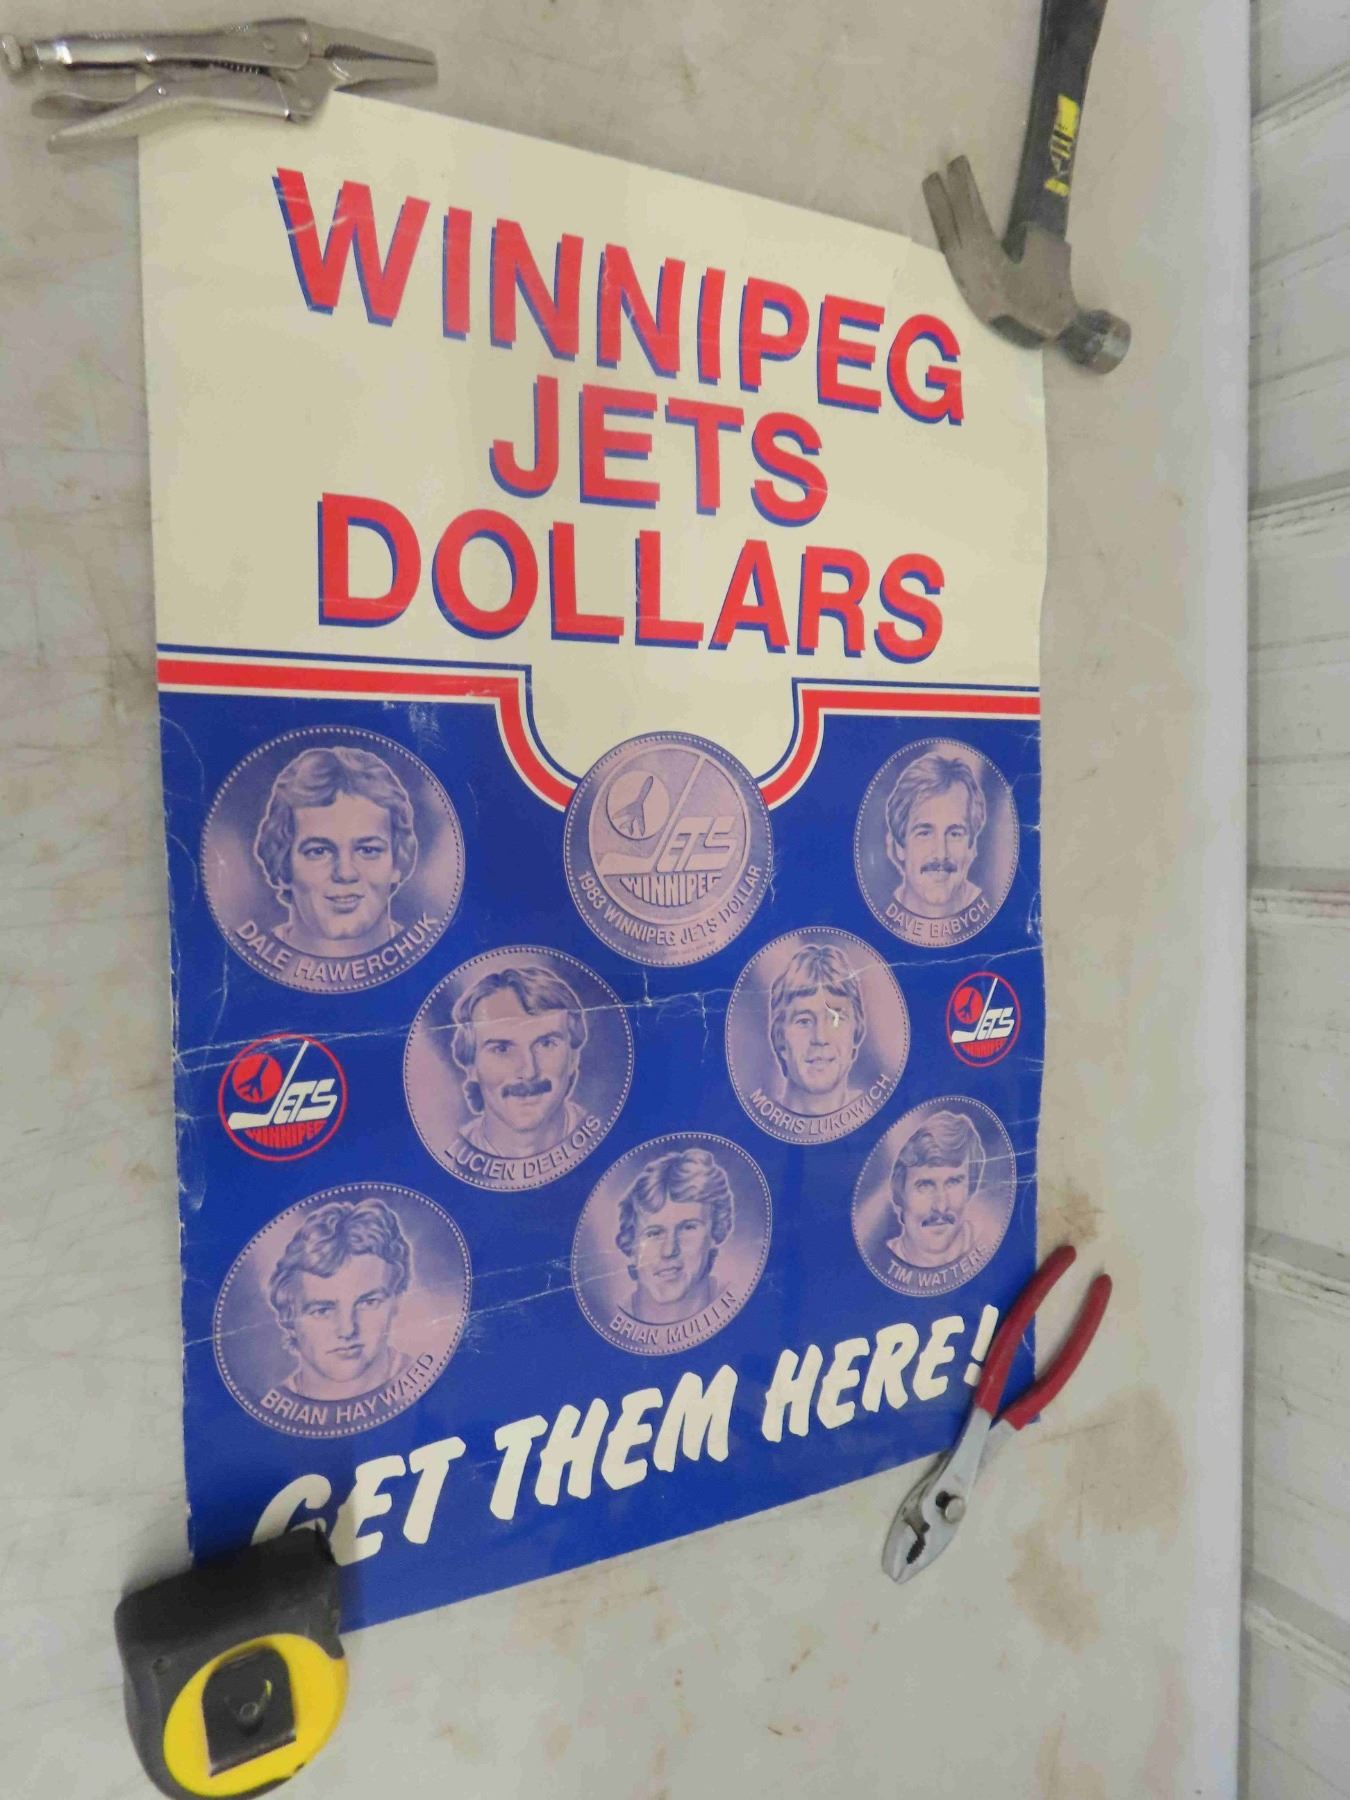 WINNIPEG
JETS
DOLLARS
JETS
WINNIPEG
1983 WINNIPEG JETS DOLLAR
DALE HAWERCHUK
DAVE BABYCH
LUCIEN DEBLOIS
MORRIS LUKOWICH
JETS
WINNIPEG
JETS
WINNIPEG
BRIAN HAYWARD
BRIAN MULLEN
TIM WATTERS
GET THEM HERE!